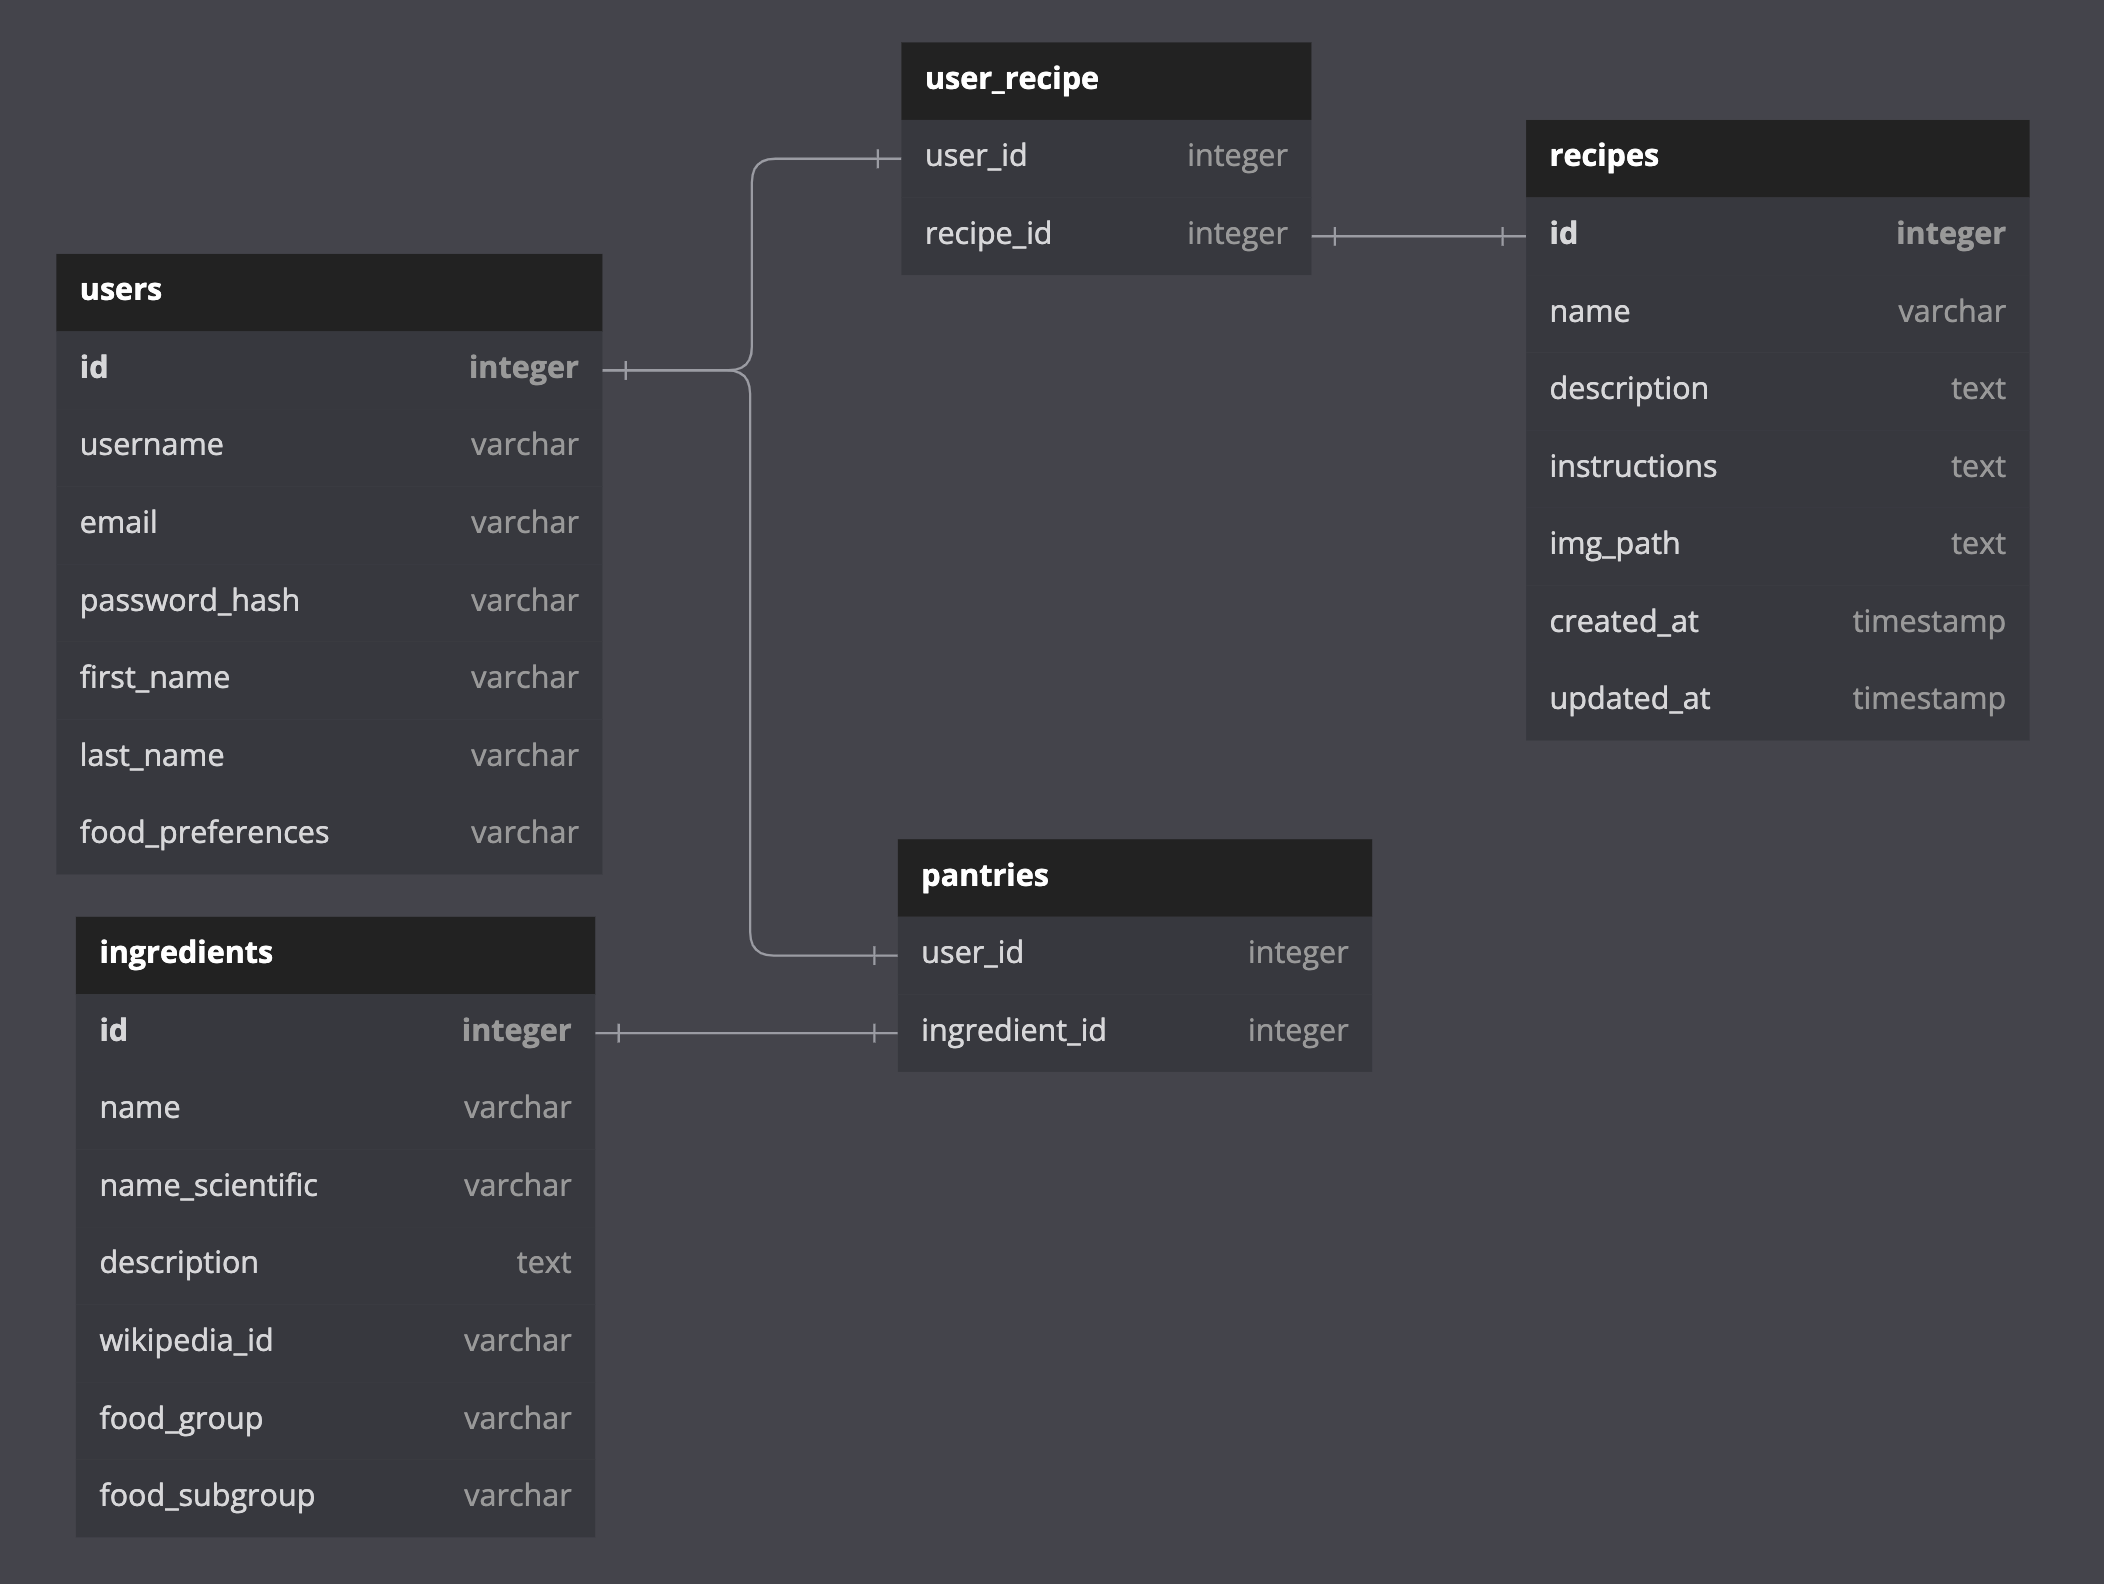 user_recipe
user_id integer
recipe_id integer
recipes
id integer
name varchar
description text
instructions text
img_path text
created_at timestamp
updated_at timestamp
users
id integer
username varchar
email varchar
password_hash varchar
first_name varchar
last_name varchar
food_preferences varchar
pantries
user_id integer
ingredient_id integer
ingredients
id integer
name varchar
name_scientific varchar
description text
wikipedia_id varchar
food_group varchar
food_subgroup varchar